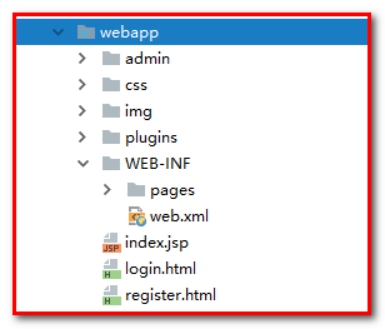 webapp
admin
css
img
plugins
WEB-INF
pages
web.xml
index.jsp
login.html
register.html